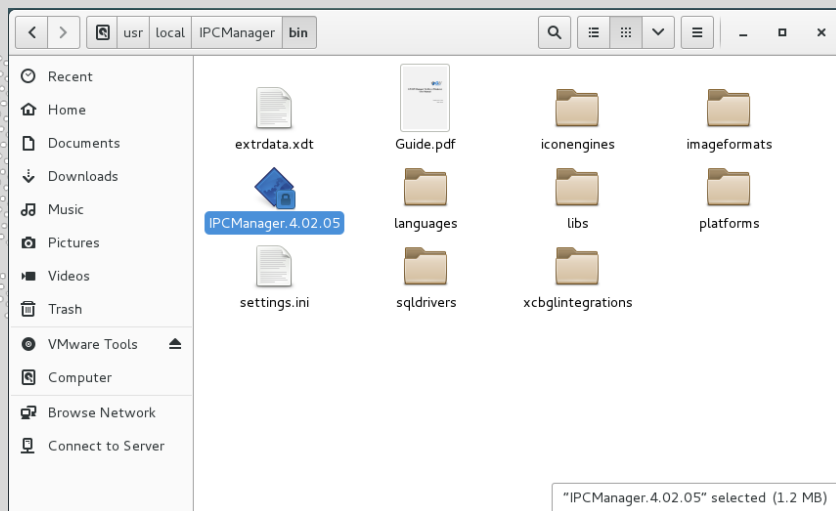 usr local IPCManager bin
Recent
Home
Documents
Downloads
Music
Pictures
Videos
Trash
VMware Tools
Computer
Browse Network
Connect to Server
extrdata.xdt Guide.pdf iconengines imageformats
IPCManager.4.02.05 languages libs platforms
settings.ini sqldrivers xcbglintegrations
"IPCManager.4.02.05" selected (1.2 MB)